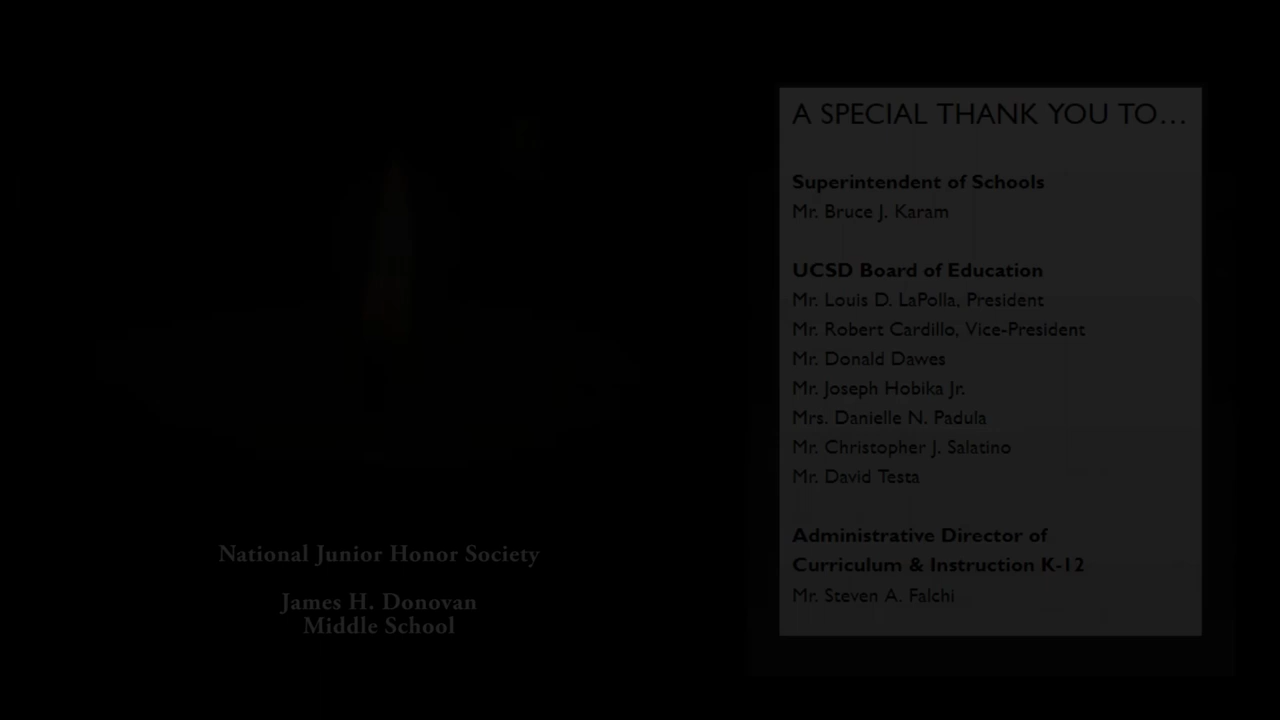 National Junior Honor Society
James H. Donovan
Middle School
A SPECIAL THANK YOU TO...
Superintendent of Schools
Mr. Bruce J. Karam
UCSD Board of Education
Mr. Louis D. LaPolla, President
Mr. Robert Cardillo, Vice-President
Mr. Donald Dawes
Mr. Joseph Hobika Jr.
Mrs. Danielle N. Padula
Mr. Christopher J. Salatino
Mr. David Testa
Administrative Director of
Curriculum & Instruction K-12
Mr. Steven A. Falchi